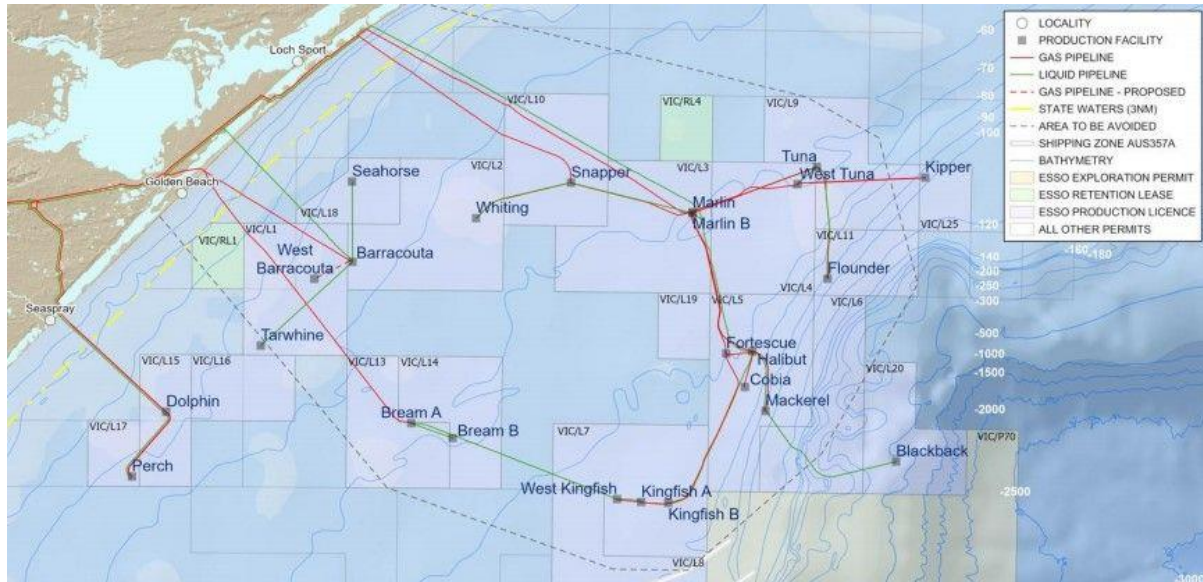 Loch Sport
Golden Beach
Seaspray
LOCALITY
PRODUCTION FACILITY
GAS PIPELINE
LIQUID PIPELINE
GAS PIPELINE - PROPOSED
STATE WATERS (3NM)
AREA TO BE AVOIDED
SHIPPING ZONE AUS357A
BATHYMETRY
ESSO EXPLORATION PERMIT
ESSO RETENTION LEASE
ESSO PRODUCTION LICENCE
ALL OTHER PERMITS
-60
-70
-80
-90
-100
VIC/L10
VIC/RL4
VIC/L9
VIC/L2
VIC/L3
Tuna
West Tuna
Kipper
Seahorse
Snapper
Whiting
Marlin
Marlin B
VIC/L18
VIC/RL1
VIC/L1
VIC/L11
VIC/L25
-120
-140
-160
-180
-200
-250
-300
West
Barracouta
Barracouta
Flounder
VIC/L4
VIC/L19
VIC/L5
VIC/L6
Tarwhine
-500
-1000
-1500
-2000
VIC/L15
VIC/L16
VIC/L13
VIC/L14
Fortescue
Halibut
Cobia
Mackerel
VIC/L20
Dolphin
VIC/L17
Bream A
Bream B
VIC/L7
VIC/P70
Perch
Blackback
West Kingfish
Kingfish A
Kingfish B
-2500
VIC/L8